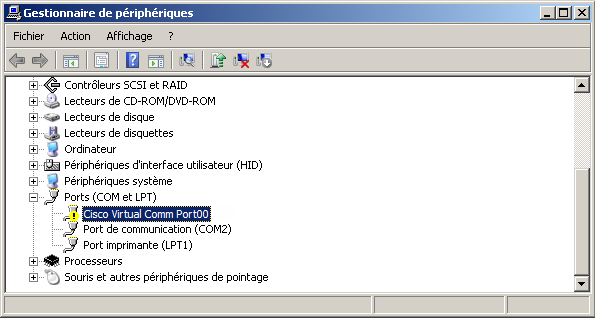 Gestionnaire de périphériques
Fichier Action Affichage ?
Contrôleurs SCSI et RAID
Lecteurs de CD-ROM/DVD-ROM
Lecteurs de disque
Lecteurs de disquettes
Ordinateur
Périphériques d'interface utilisateur (HID)
Périphériques système
Ports (COM et LPT)
Cisco Virtual Comm Port00
Port de communication (COM2)
Port imprimante (LPT1)
Processeurs
Souris et autres périphériques de pointage